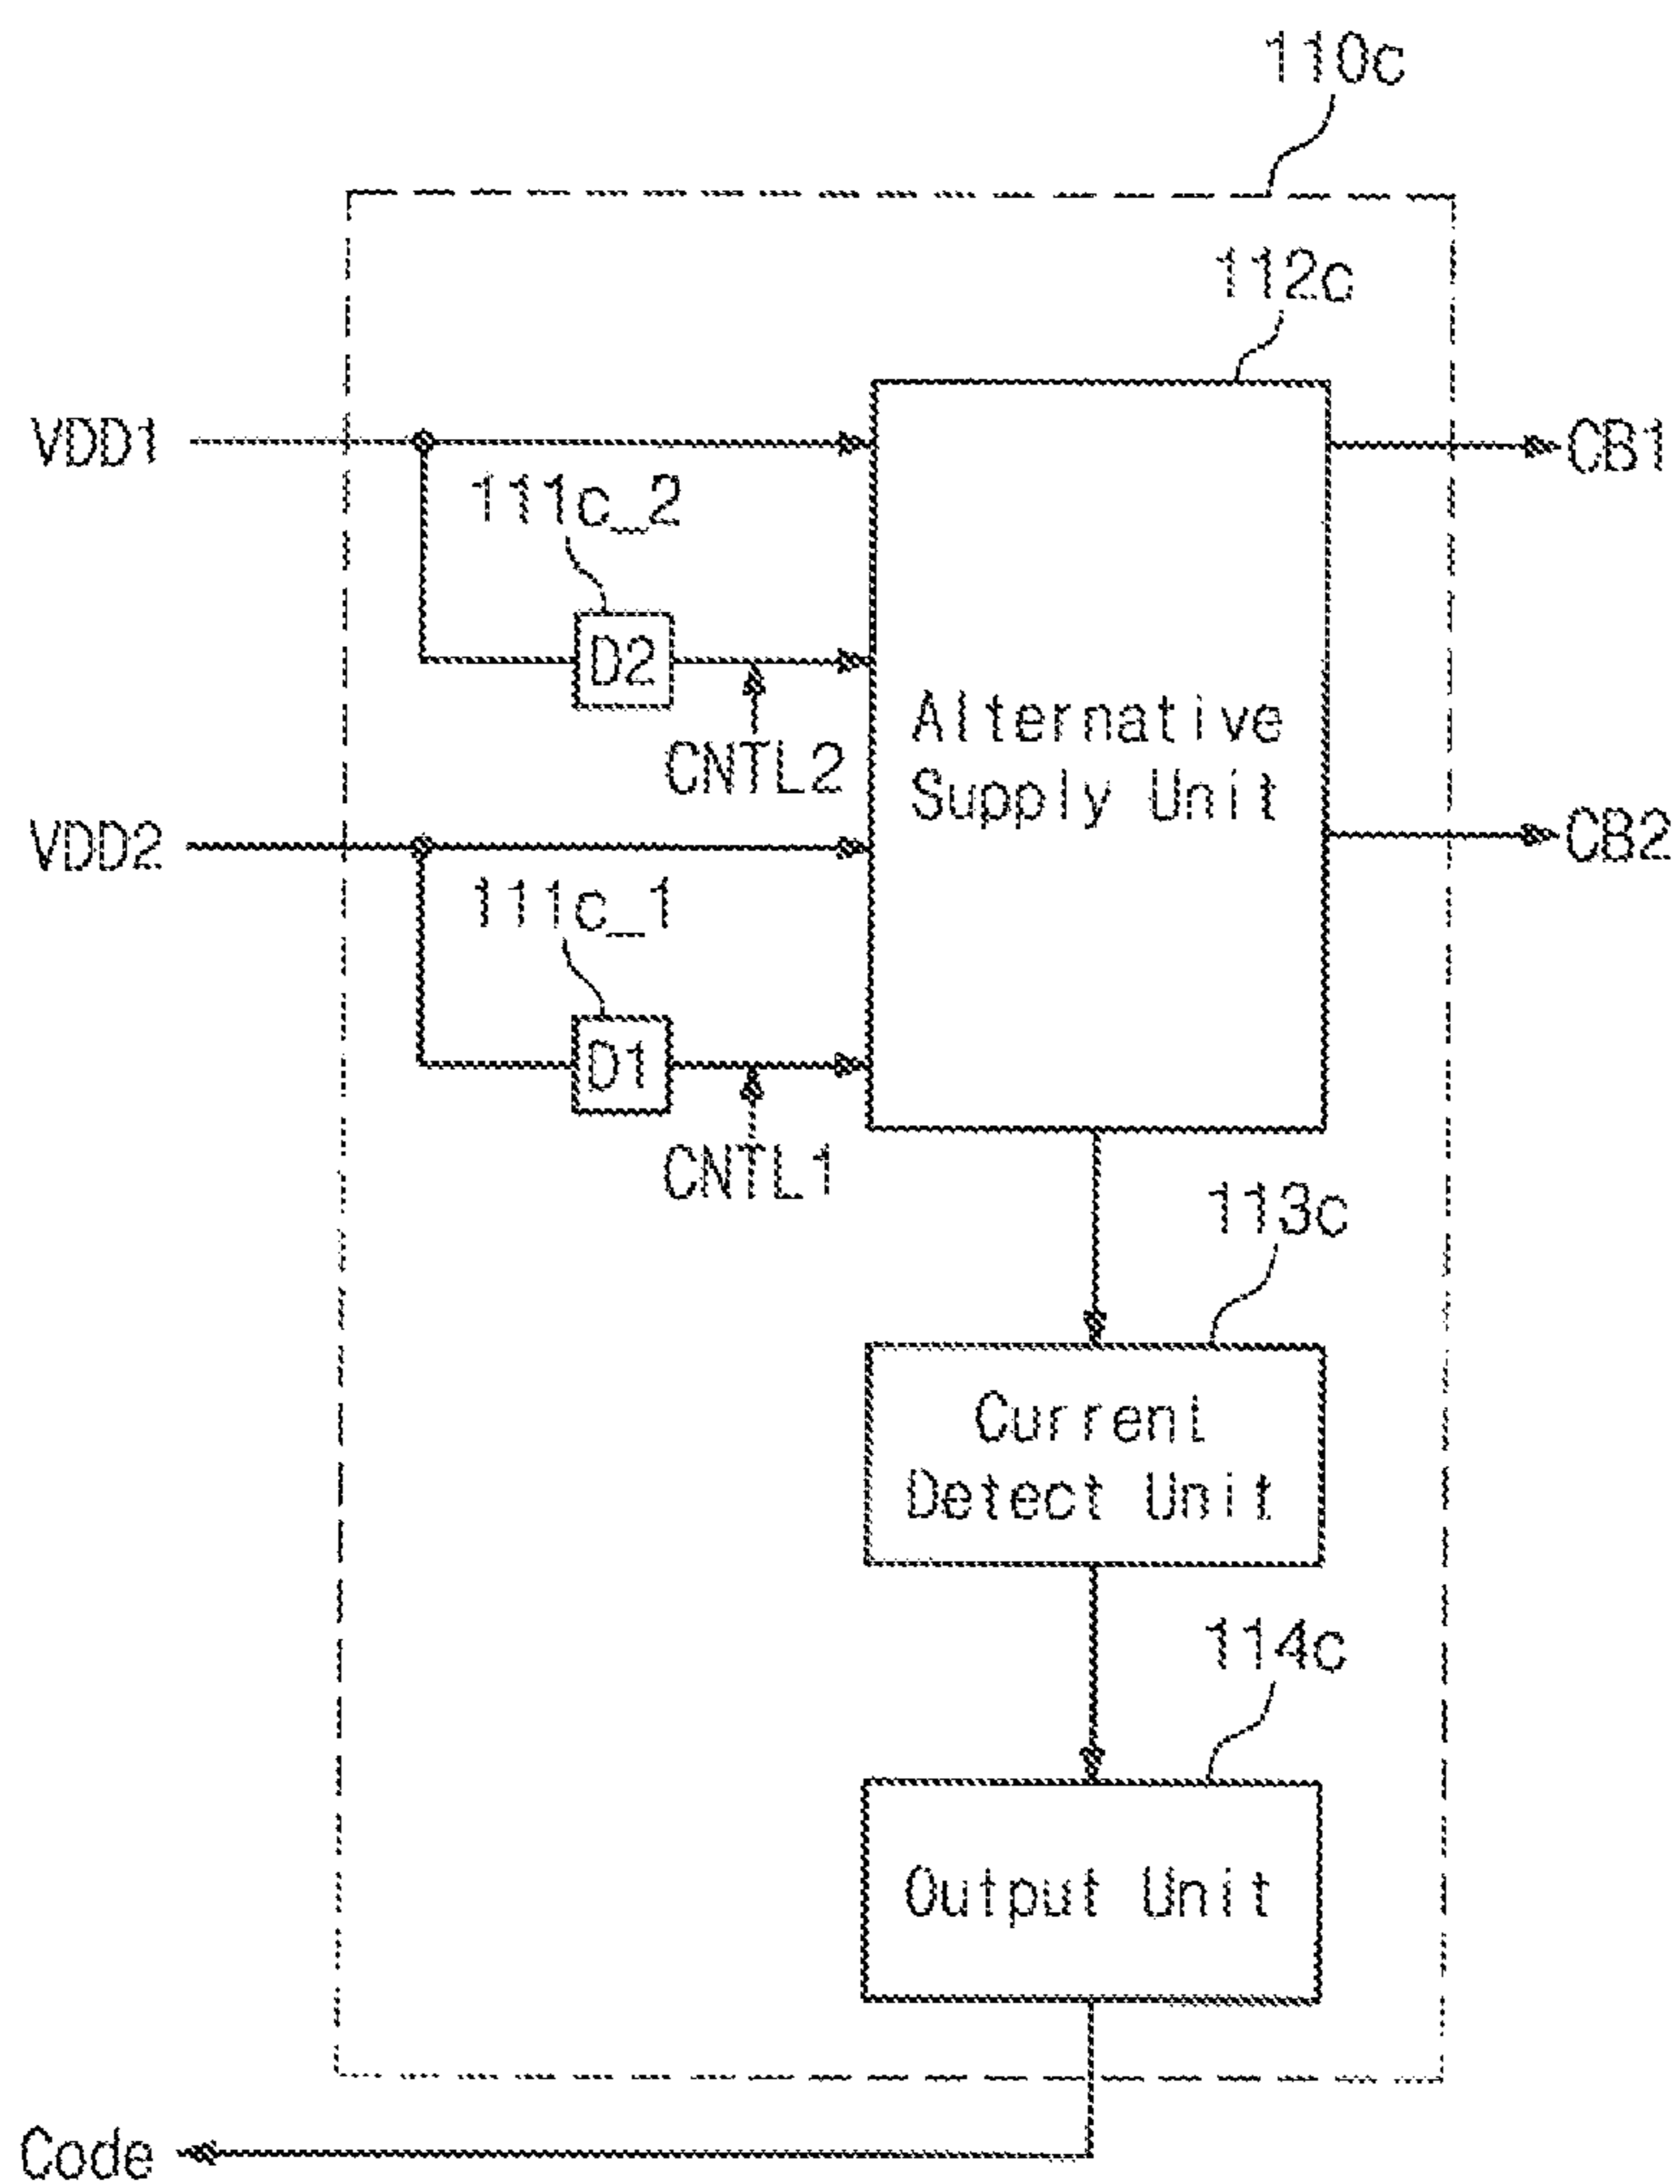 110c
112c
VDD1
CB1
111c_2
D2
CNTL2
Alternative
Supply Unit
VDD2
CB2
111c_1
D1
CNTL1
113c
Current
Detect Unit
114c
Output Unit
Code